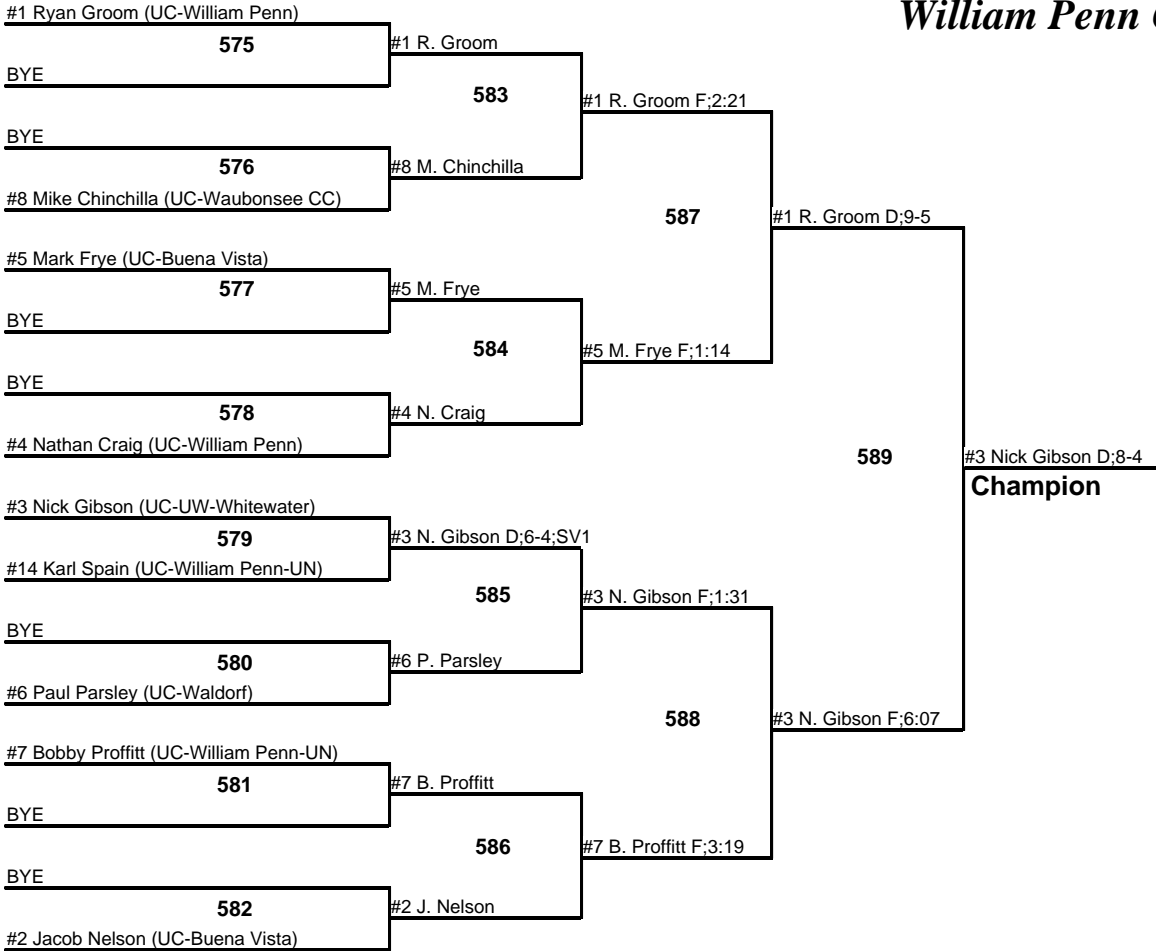 William Penn
#1 Ryan Groom (UC-William Penn)
575
#1 R. Groom
BYE
583
#1 R. Groom F;2:21
BYE
576
#8 M. Chinchilla
#8 Mike Chinchilla (UC-Waubonsee CC)
587
#1 R. Groom D;9-5
#5 Mark Frye (UC-Buena Vista)
577
#5 M. Frye
BYE
584
#5 M. Frye F;1:14
BYE
578
#4 N. Craig
#4 Nathan Craig (UC-William Penn)
589
#3 Nick Gibson D;8-4
Champion
#3 Nick Gibson (UC-UW-Whitewater)
579
#3 N. Gibson D;6-4;SV1
#14 Karl Spain (UC-William Penn-UN)
585
#3 N. Gibson F;1:31
BYE
580
#6 P. Parsley
#6 Paul Parsley (UC-Waldorf)
588
#3 N. Gibson F;6:07
#7 Bobby Proffitt (UC-William Penn-UN)
581
#7 B. Proffitt
BYE
586
#7 B. Proffitt F;3:19
BYE
582
#2 J. Nelson
#2 Jacob Nelson (UC-Buena Vista)